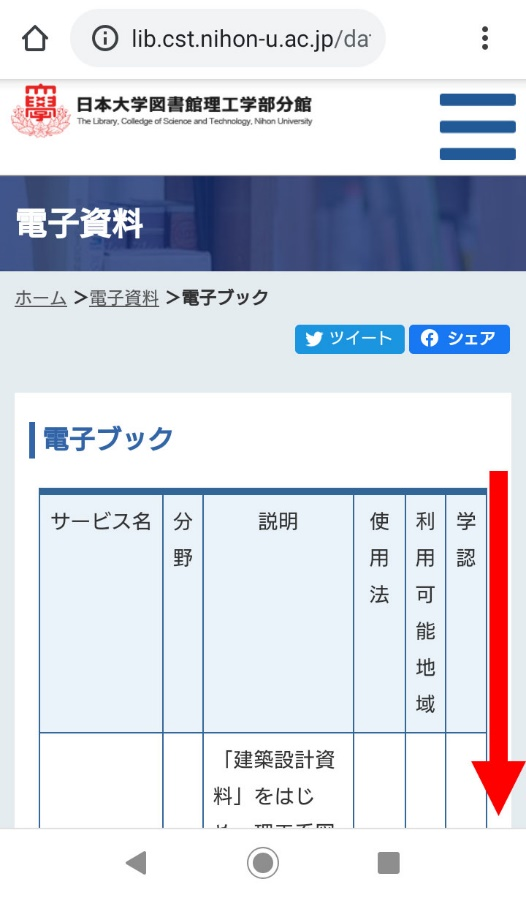 lib.cst.nihon-u.ac.jp/da
日本大学図書館理工学部分館
The Library, Colledge of Science and Technology, Nihon University
電子資料
ホーム >電子資料 >電子ブック
ツイート シェア
電子ブック
サービス名 分野 説明 使用法 利用可能地域 学認
「建築設計資
料」をはじ